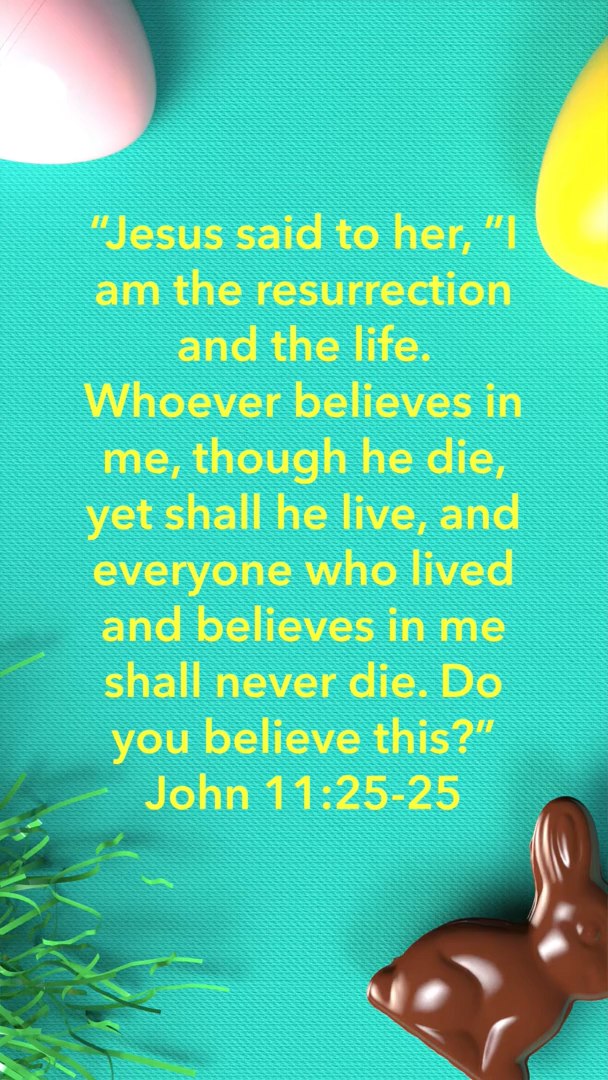 “Jesus said to her, ”I
am the resurrection
and the life.
Whoever believes in
me, though he die,
yet shall he live, and
everyone who lived
and believes in me
shall never die. Do
you believe this?”
John 11:25-25